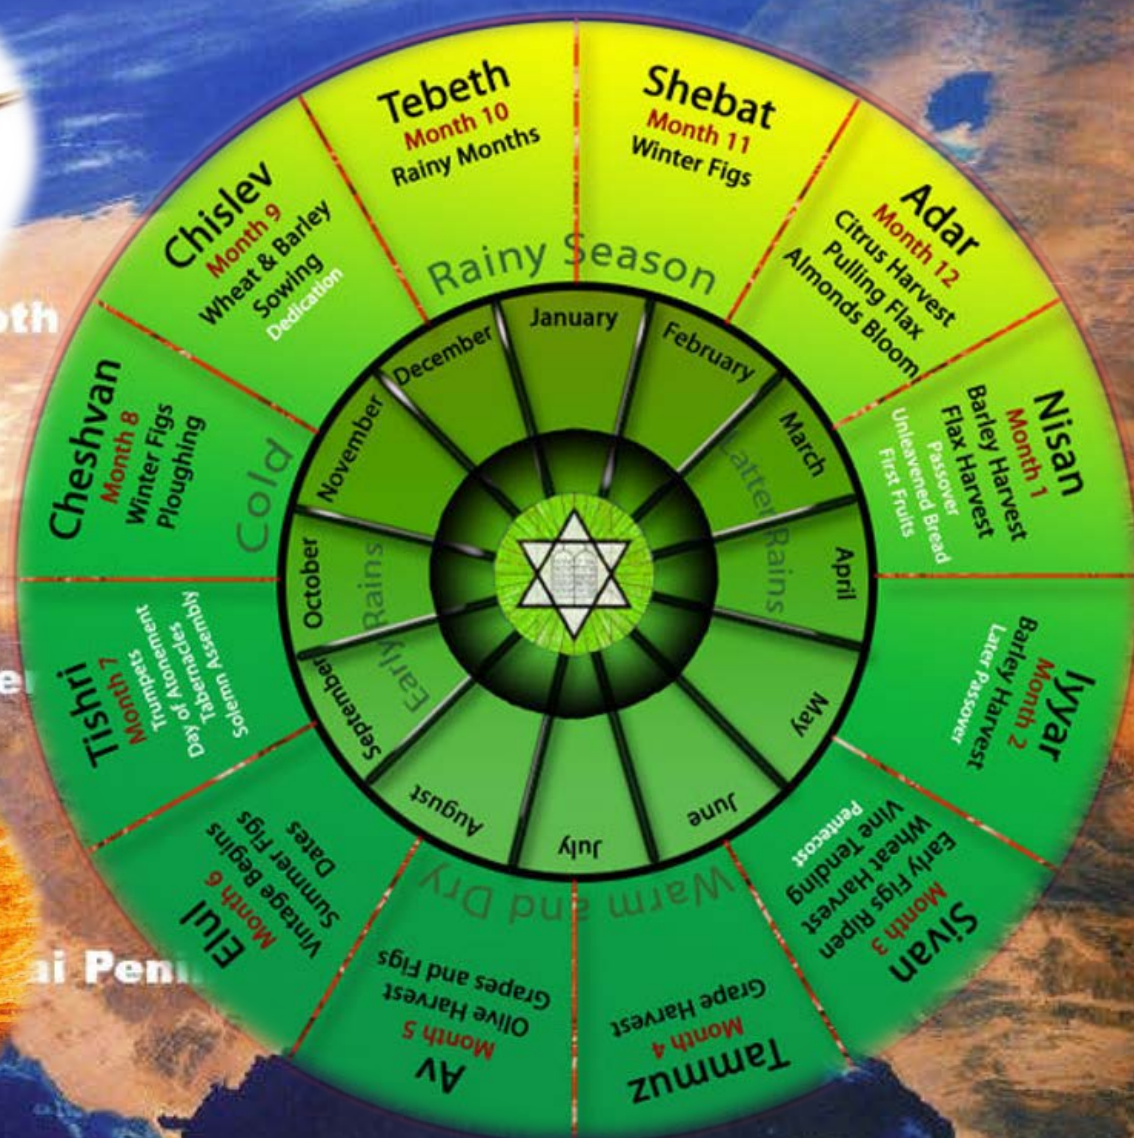 Tebeth
Month 10
Rainy Months
Shebat
Month 11
Winter Figs
Adar
Month 12
Citrus Harvest
Pulling Flax
Almonds Bloom
Nisan
Month 1
Barley Harvest
Flax Harvest
Passover
Unleavened Bread
First Fruits
Iyyar
Month 2
Barley Harvest
Later Passover
Sivan
Month 3
Early Figs Ripen
Wheat Harvest
Vine Tending
Pentecost
Tammuz
Month 4
Grape Harvest
Av
Month 5
Olive Harvest
Grapes and Figs
Elul
Month 6
Vintage Begins
Summer Figs
Dates
Tishri
Month 7
Trumpets
Day of Atonement
Tabernacles
Solemn Assembly
Cheshvan
Month 8
Winter Figs
Ploughing
Chislev
Month 9
Wheat & Barley
Sowing
Dedication
Rainy Season
Warm and Dry
Cold
January
February
March
April
May
June
July
August
September
October
November
December
Latter Rains
Early Rains
oth
er
ai Peni